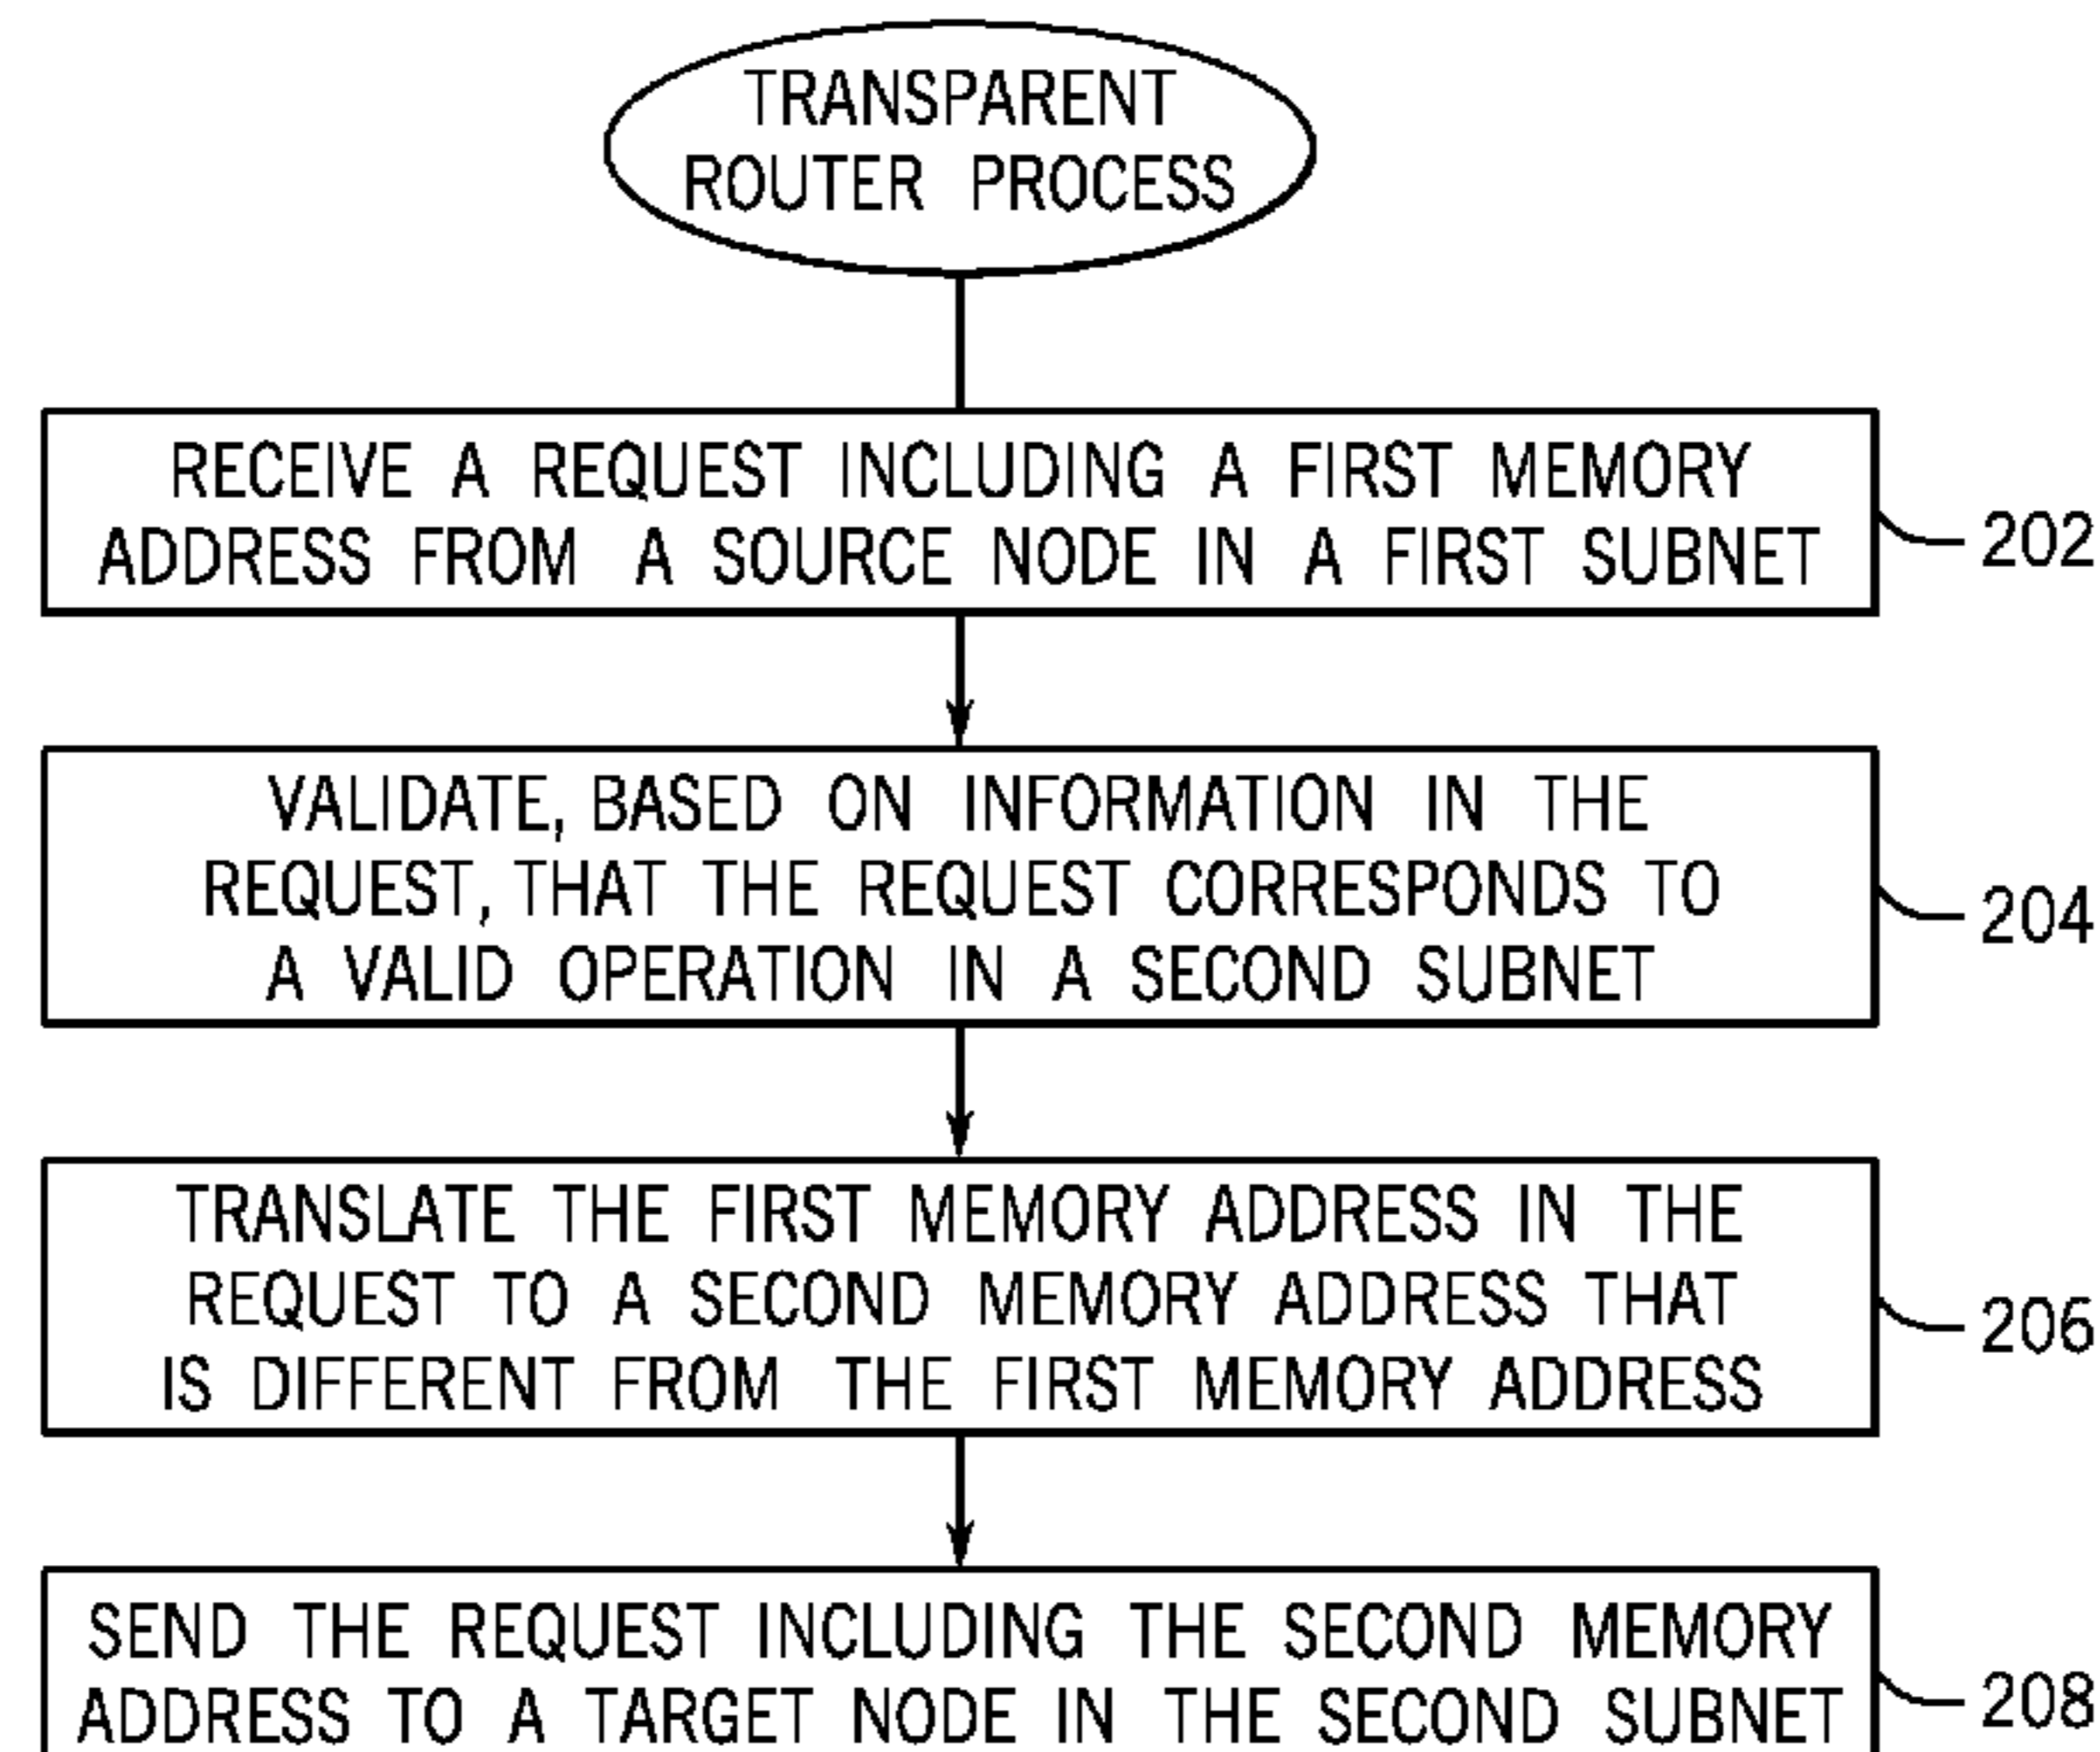 TRANSPARENT
ROUTER PROCESS
RECEIVE A REQUEST INCLUDING A FIRST MEMORY
ADDRESS FROM A SOURCE NODE IN A FIRST SUBNET
202
VALIDATE, BASED ON INFORMATION IN THE
REQUEST, THAT THE REQUEST CORRESPONDS TO
A VALID OPERATION IN A SECOND SUBNET
204
TRANSLATE THE FIRST MEMORY ADDRESS IN THE
REQUEST TO A SECOND MEMORY ADDRESS THAT
IS DIFFERENT FROM THE FIRST MEMORY ADDRESS
206
SEND THE REQUEST INCLUDING THE SECOND MEMORY
ADDRESS TO A TARGET NODE IN THE SECOND SUBNET
208